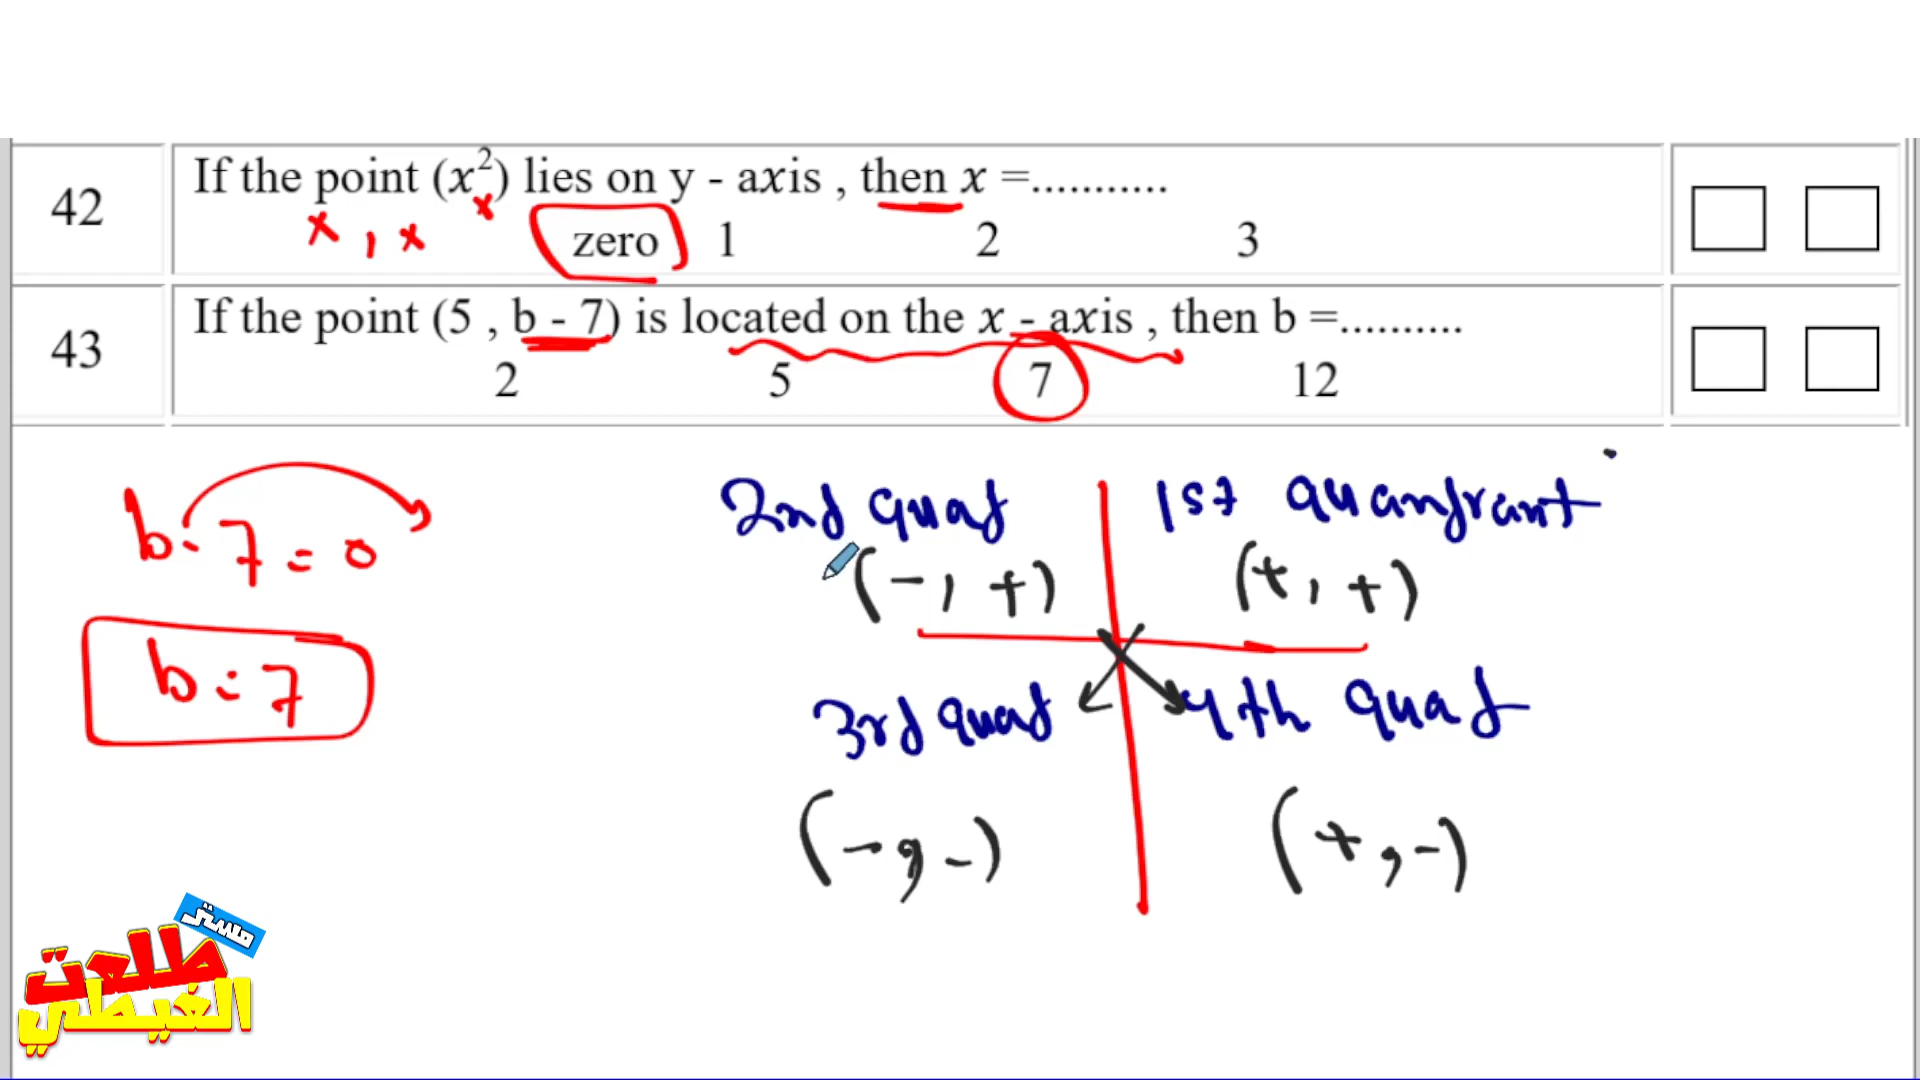 42
If the point (x²) lies on y - axis , then x =...........
x , x x
zero 1 2 3
43
If the point (5 , b - 7) is located on the x - axis , then b =..........
2 5 7 12
b - 7 = 0
b = 7
2nd quad 1st quandrant
(-, +) (+, +)
3rd quad 4th quad
(-, -) (+, -)
مستر
طلعت
الغيطي